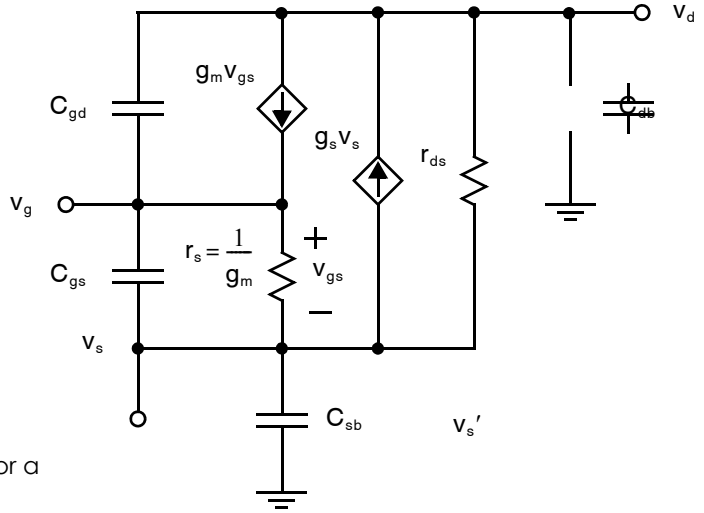 v_d
g_m v_gs
C_gd
C_db
g_s v_s
r_ds
v_g
r_s = 1/g_m
+
v_gs
−
C_gs
v_s
C_sb
v_s′
or a